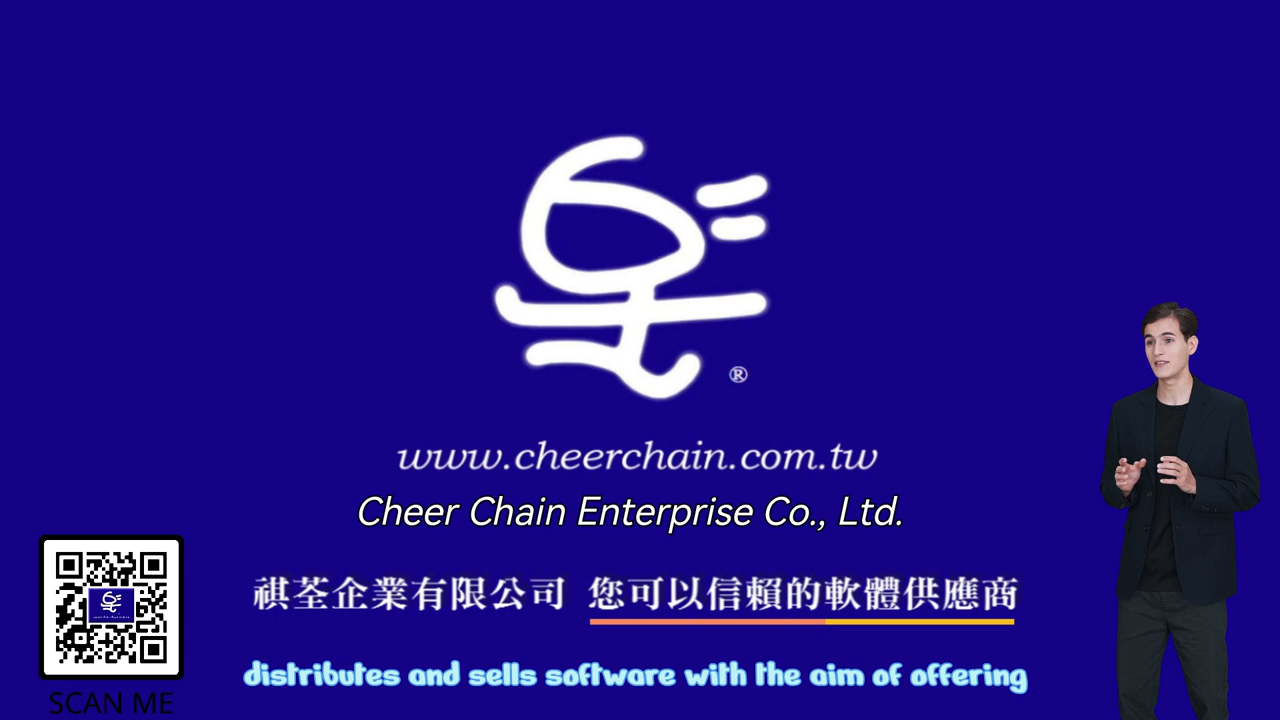 ®
www.cheerchain.com.tw
Cheer Chain Enterprise Co., Ltd.
祺荃企業有限公司 您可以信賴的軟體供應商
distributes and sells software with the aim of offering
SCAN ME